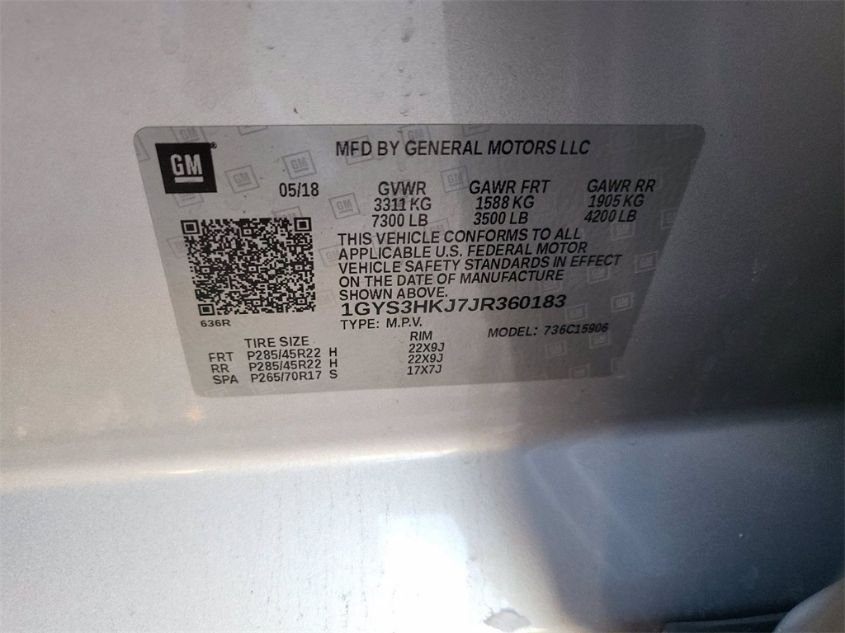 GM
MFD BY GENERAL MOTORS LLC
05/18 GVWR GAWR FRT GAWR RR
3311 KG 1588 KG 1905 KG
7300 LB 3500 LB 4200 LB
THIS VEHICLE CONFORMS TO ALL
APPLICABLE U.S. FEDERAL MOTOR
VEHICLE SAFETY STANDARDS IN EFFECT
ON THE DATE OF MANUFACTURE
SHOWN ABOVE.
1GYS3HKJ7JR360183
636R
TYPE: M.P.V. MODEL: 736C15906
TIRE SIZE RIM
FRT P285/45R22 H 22X9J
RR P285/45R22 H 22X9J
SPA P265/70R17 S 17X7J